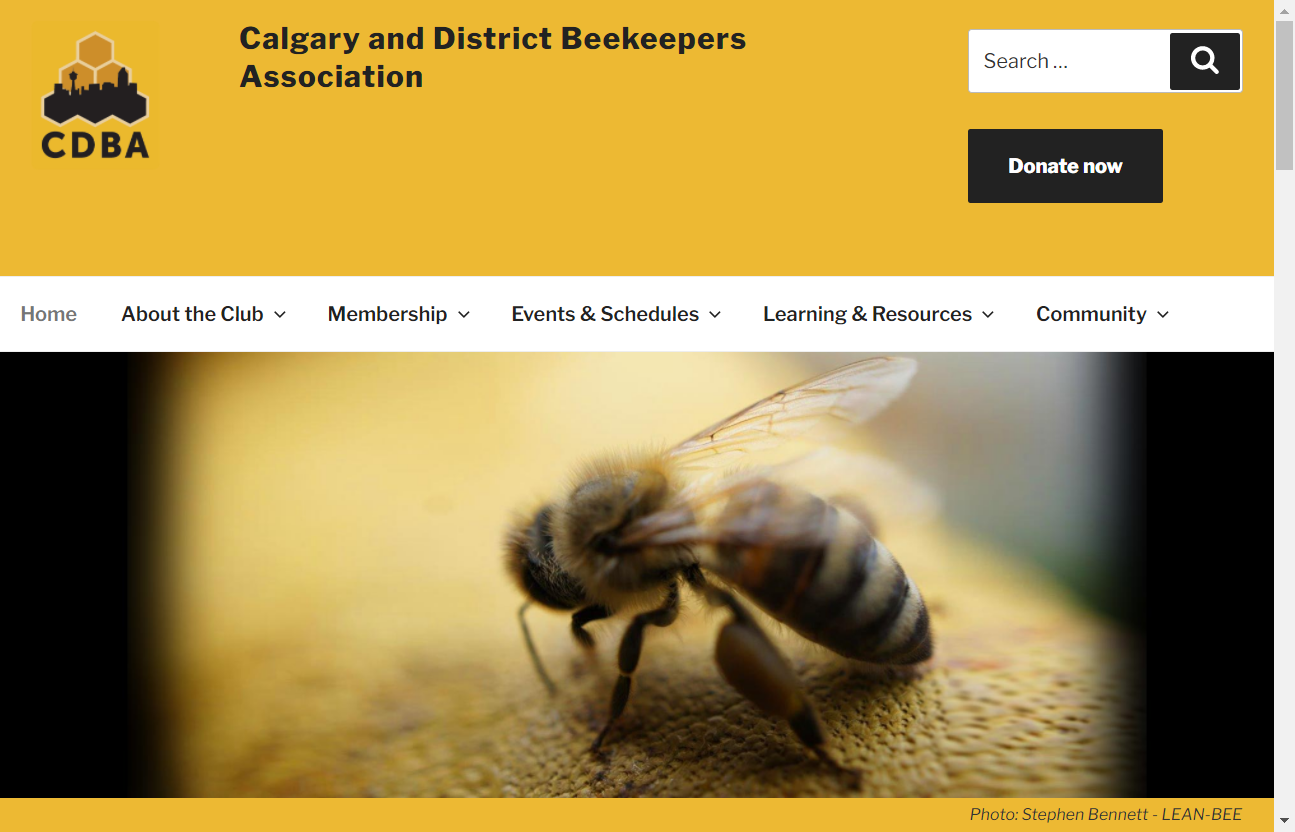 CDBA
Calgary and District Beekeepers
Association
Search …
Donate now
Home
About the Club
Membership
Events & Schedules
Learning & Resources
Community
Photo: Stephen Bennett - LEAN-BEE